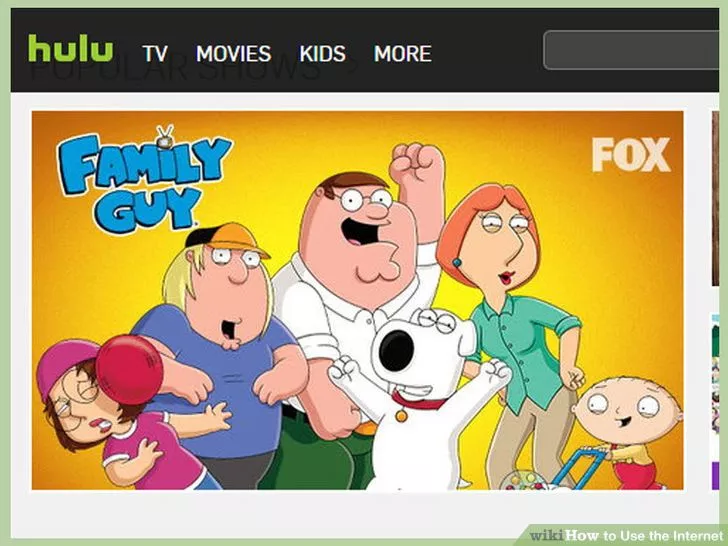 hulu TV MOVIES KIDS MORE
POPULAR SHOWS >
FAMILY
GUY
FOX
wikiHow to Use the Internet